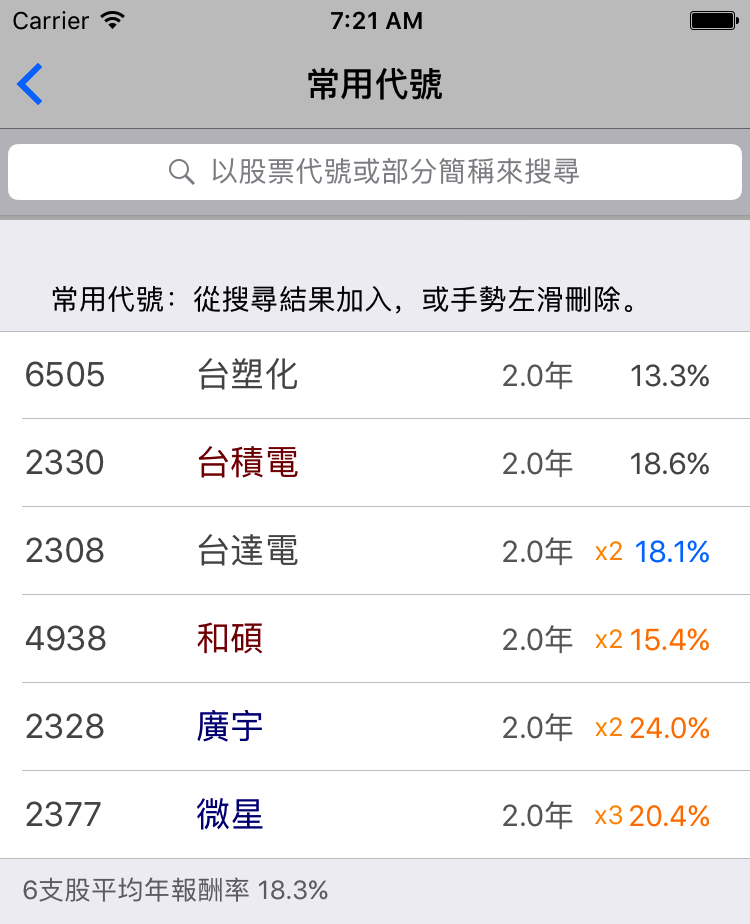 Carrier 7:21 AM
常用代號
以股票代號或部分簡稱來搜尋
常用代號：從搜尋結果加入，或手勢左滑刪除。
6505 台塑化 2.0年 13.3%
2330 台積電 2.0年 18.6%
2308 台達電 2.0年 x2 18.1%
4938 和碩 2.0年 x2 15.4%
2328 廣宇 2.0年 x2 24.0%
2377 微星 2.0年 x3 20.4%
6支股平均年報酬率 18.3%